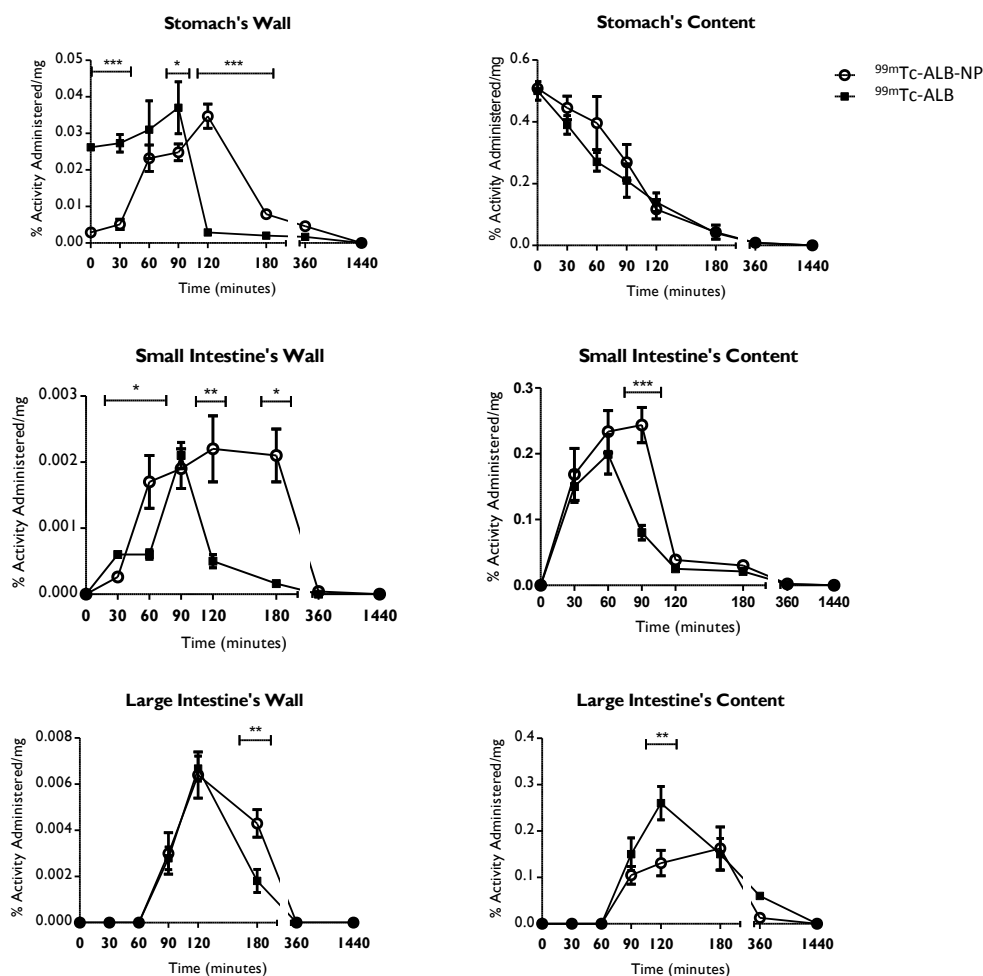 Stomach's Wall
% Activity Administered/mg
0.05
0.04
0.03
0.02
0.01
0.00
***
*
***
0 30 60 90 120 180 360 1440
Time (minutes)
Stomach's Content
% Activity Administered/mg
0.6
0.4
0.2
0.0
0 30 60 90 120 180 360 1440
Time (minutes)
99mTc-ALB-NP
99mTc-ALB
Small Intestine's Wall
% Activity Administered/mg
0.003
0.002
0.001
0.000
*
**
*
0 30 60 90 120 180 360 1440
Time (minutes)
Small Intestine's Content
% Activity Administered/mg
0.3
0.2
0.1
0.0
***
0 30 60 90 120 180 360 1440
Time (minutes)
Large Intestine's Wall
% Activity Administered/mg
0.008
0.006
0.004
0.002
0.000
**
0 30 60 90 120 180 360 1440
Time (minutes)
Large Intestine's Content
% Activity Administered/mg
0.4
0.3
0.2
0.1
0.0
**
0 30 60 90 120 180 360 1440
Time (minutes)